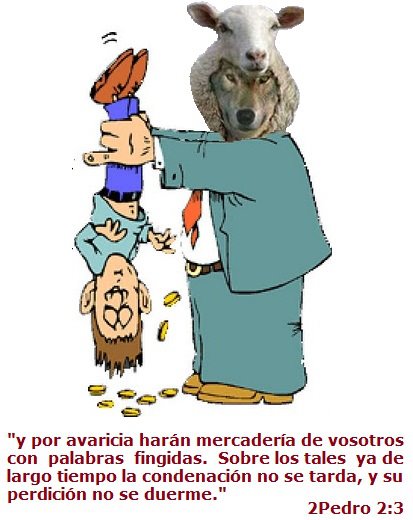 "y por avaricia harán mercadería de vosotros
con palabras fingidas. Sobre los tales ya de
largo tiempo la condenación no se tarda, y su
perdición no se duerme."
2Pedro 2:3